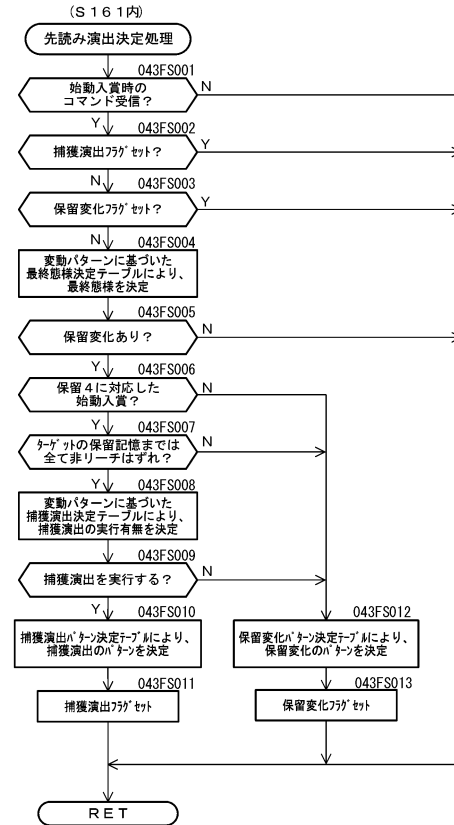 (S161内)
先読み演出決定処理
043FS001
始動入賞時の
コマンド受信?
N
Y
043FS002
捕獲演出フラグセット?
Y
N
043FS003
保留変化フラグセット?
Y
N
043FS004
変動パターンに基づいた
最終態様決定テーブルにより、
最終態様を決定
043FS005
保留変化あり?
N
Y
043FS006
保留4に対応した
始動入賞?
N
Y
043FS007
ターゲットの保留記憶までは
全て非リーチはずれ?
N
Y
043FS008
変動パターンに基づいた
捕獲演出決定テーブルにより、
捕獲演出の実行有無を決定
043FS009
捕獲演出を実行する?
N
Y
043FS010
捕獲演出パターン決定テーブルにより、
捕獲演出のパターンを決定
043FS012
保留変化パターン決定テーブルにより、
保留変化のパターンを決定
043FS011
捕獲演出フラグセット
043FS013
保留変化フラグセット
RET